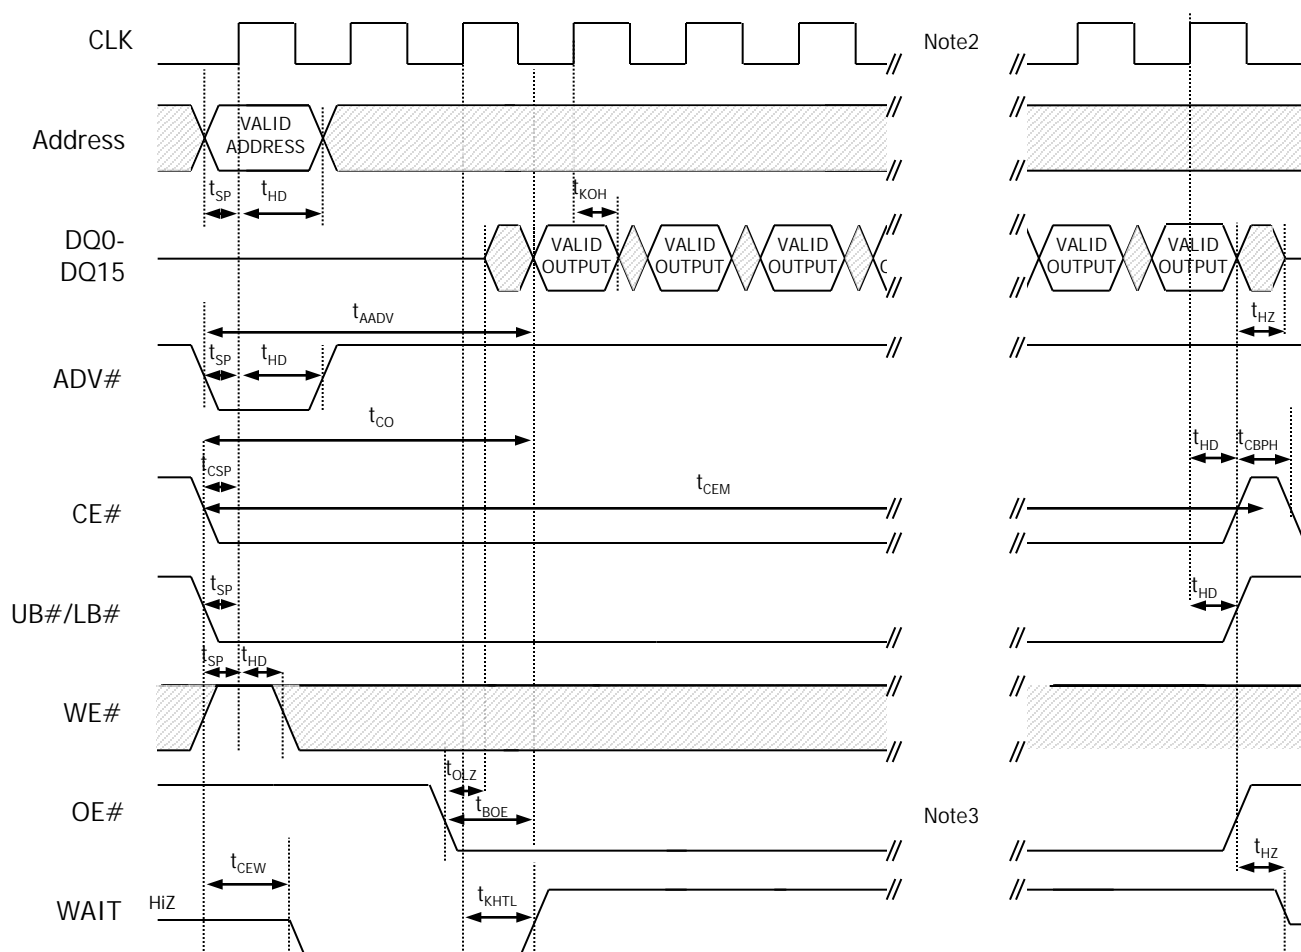 CLK
Note2
Address
VALID
ADDRESS
tSP
tHD
tKOH
DQ0-
DQ15
VALID
OUTPUT
VALID
OUTPUT
VALID
OUTPUT
VALID
OUTPUT
VALID
OUTPUT
tHZ
tAADV
ADV#
tSP
tHD
tCO
tHD
tCBPH
CE#
tCSP
tCEM
UB#/LB#
tSP
tHD
tSP
tHD
WE#
tOLZ
OE#
tBOE
Note3
tCEW
tHZ
WAIT
HiZ
tKHTL